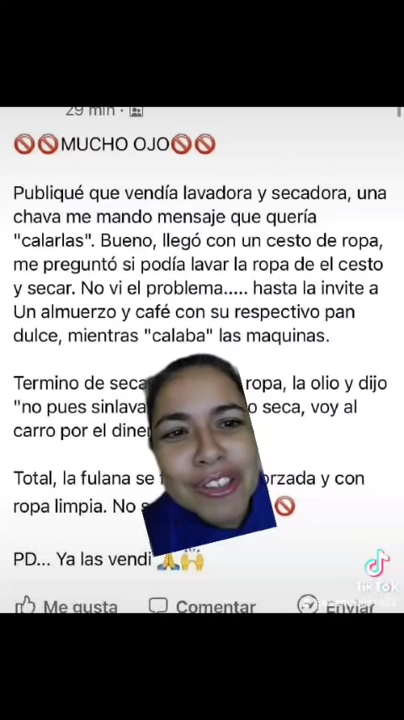 29 min
🚫🚫MUCHO OJO🚫🚫
Publiqué que vendía lavadora y secadora, una
chava me mando mensaje que quería
"calarlas". Bueno, llegó con un cesto de ropa,
me preguntó si podía lavar la ropa de el cesto
y secar. No vi el problema..... hasta la invite a
Un almuerzo y café con su respectivo pan
dulce, mientras "calaba" las maquinas.
Termino de seca ropa, la olio y dijo
"no pues sinlava o seca, voy al
carro por el diner
Total, la fulana se orzada y con
ropa limpia. No 🚫
PD... Ya las vendi 🙏🙌
TikTok
Me gusta Comentar Enviar